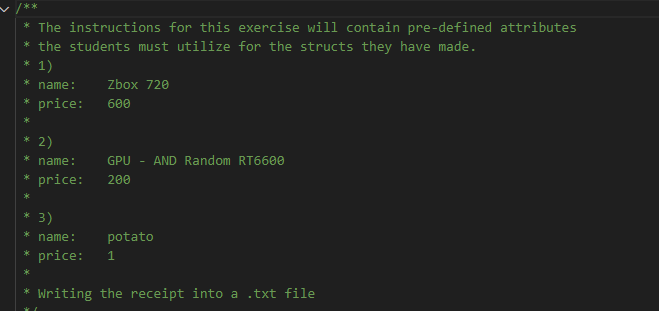 /**
* The instructions for this exercise will contain pre-defined attributes
* the students must utilize for the structs they have made.
* 1)
* name:    Zbox 720
* price:   600
*
* 2)
* name:    GPU - AND Random RT6600
* price:   200
*
* 3)
* name:    potato
* price:   1
*
* Writing the receipt into a .txt file
*/